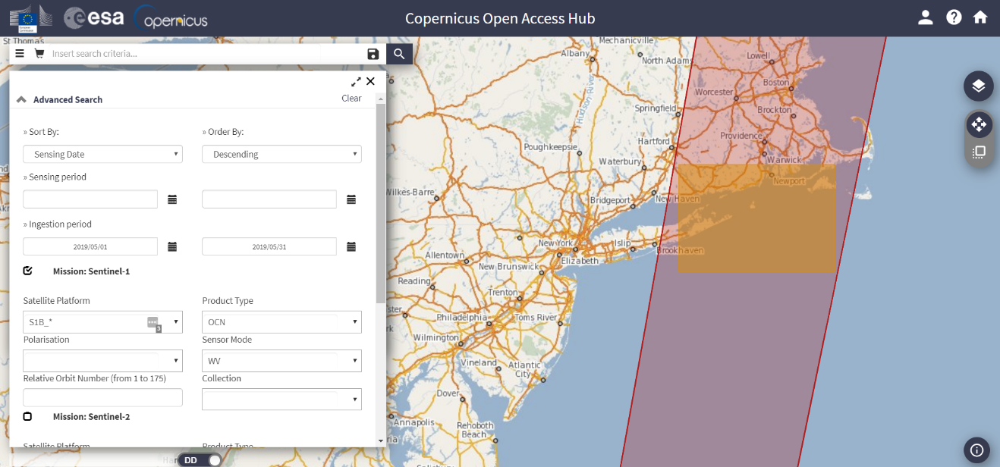 esa
opernicus
Copernicus Open Access Hub
Insert search criteria...
Advanced Search
Clear
» Sort By:
» Order By:
Sensing Date
Descending
» Sensing period
» Ingestion period
2019/05/01
2019/05/31
Mission: Sentinel-1
Satellite Platform
Product Type
S1B_*
3
OCN
Polarisation
Sensor Mode
WV
Relative Orbit Number (from 1 to 175)
Collection
Mission: Sentinel-2
Satellite Platform
Product Type
DD
St Thomas
Mechanicville
Albany
North Adams
Lowell
Boston
Worcester
Hudson River
Springfield
Brockton
Providence
Hartford
Poughkeepsie
Waterbury
Warwick
Newport
Wilkes-Barre
Bridgeport
New Haven
New York
Islip
Brookhaven
Allentown
Elizabeth
New Brunswick
Reading
Trenton
Philadelphia
Toms River
Wilmington
Vineland
Atlantic
City
Dover
Annapolis
Rehoboth
Beach
Salisbury